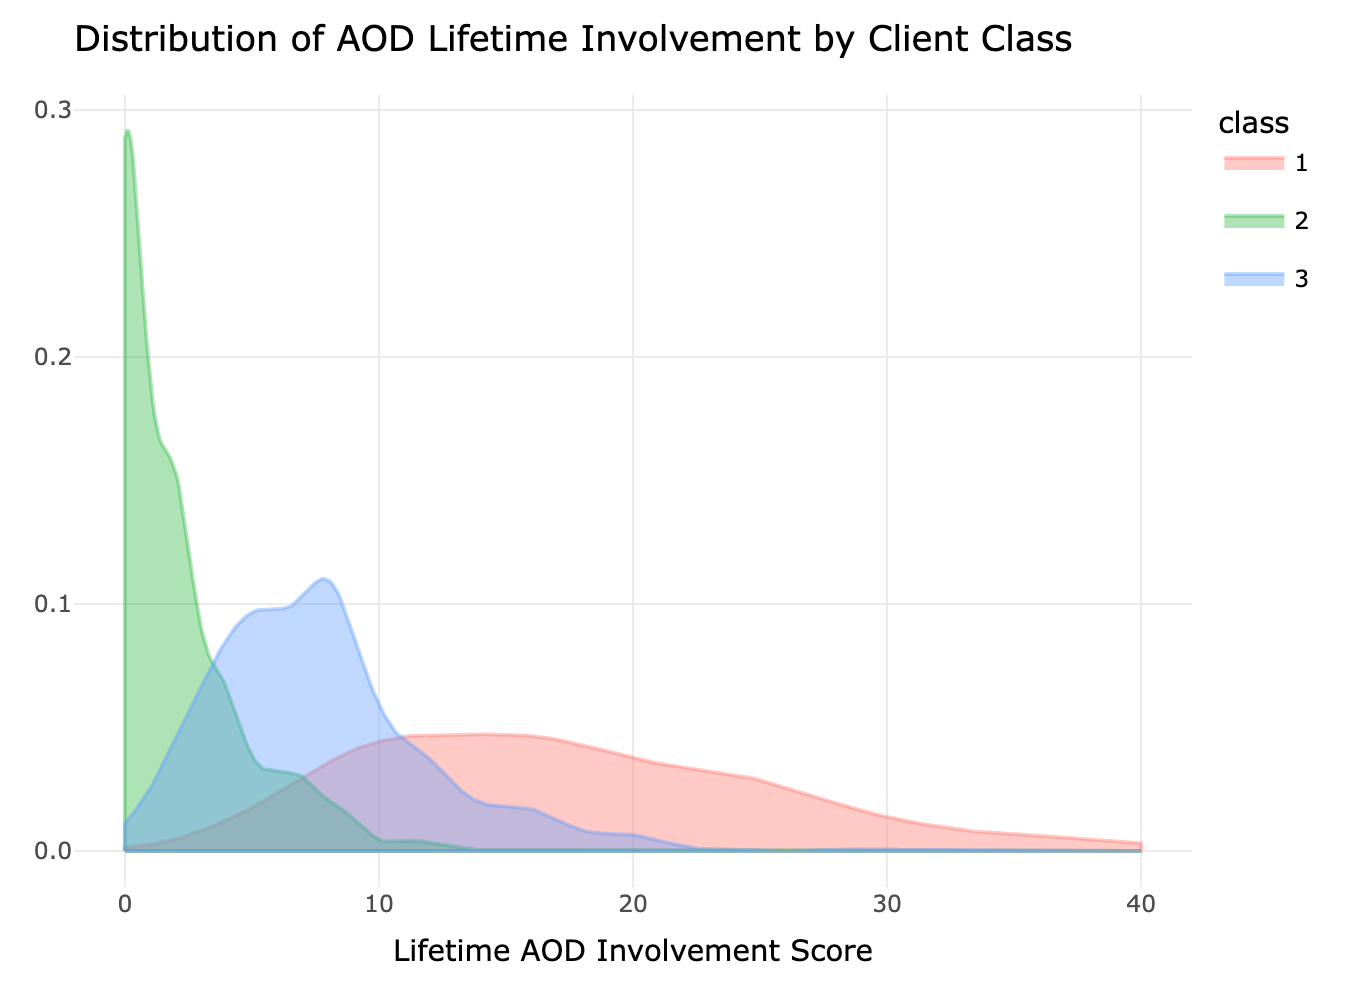 Distribution of AOD Lifetime Involvement by Client Class
0.3
0.2
0.1
0.0
0 10 20 30 40
Lifetime AOD Involvement Score
class
1
2
3